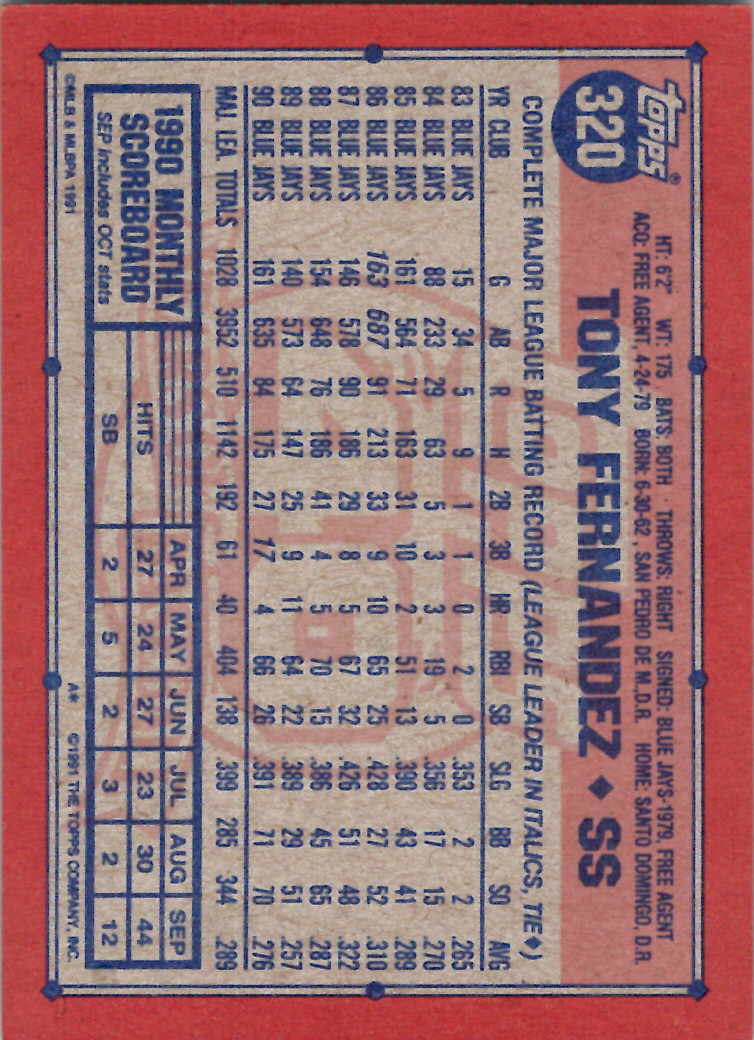 topps®
320
HT: 6'2" WT: 175 BATS: BOTH · THROWS: RIGHT SIGNED: BLUE JAYS-1979, FREE AGENT
ACQ: FREE AGENT, 4-24-79 BORN: 6-30-62, SAN PEDRO DE M.,D.R. HOME: SANTO DOMINGO, D.R.
TONY FERNANDEZ ◆ SS
COMPLETE MAJOR LEAGUE BATTING RECORD (LEAGUE LEADER IN ITALICS, TIE◆)
YR CLUB G AB R H 2B 3B HR RBI SB SLG BB SO AVG
83 BLUE JAYS 15 34 5 9 1 1 0 2 0 .353 2 2 .265
84 BLUE JAYS 88 233 29 63 5 3 3 19 5 .356 17 15 .270
85 BLUE JAYS 161 564 71 163 31 10 2 51 13 .390 43 41 .289
86 BLUE JAYS 163 687 91 213 33 9 10 65 25 .428 27 52 .310
87 BLUE JAYS 146 578 90 186 29 8 5 67 32 .426 51 48 .322
88 BLUE JAYS 154 648 76 186 41 4 5 70 15 .386 45 65 .287
89 BLUE JAYS 140 573 64 147 25 9 11 64 22 .389 29 51 .257
90 BLUE JAYS 161 635 84 175 27 17 4 66 26 .391 71 70 .276
MAJ. LEA. TOTALS 1028 3952 510 1142 192 61 40 404 138 .399 285 344 .289
1990 MONTHLY
SCOREBOARD
SEP includes OCT stats
APR MAY JUN JUL AUG SEP
HITS 27 24 27 23 30 44
SB 2 5 2 3 2 12
©MLB & MLBPA 1991
A* ©1991 THE TOPPS COMPANY, INC.